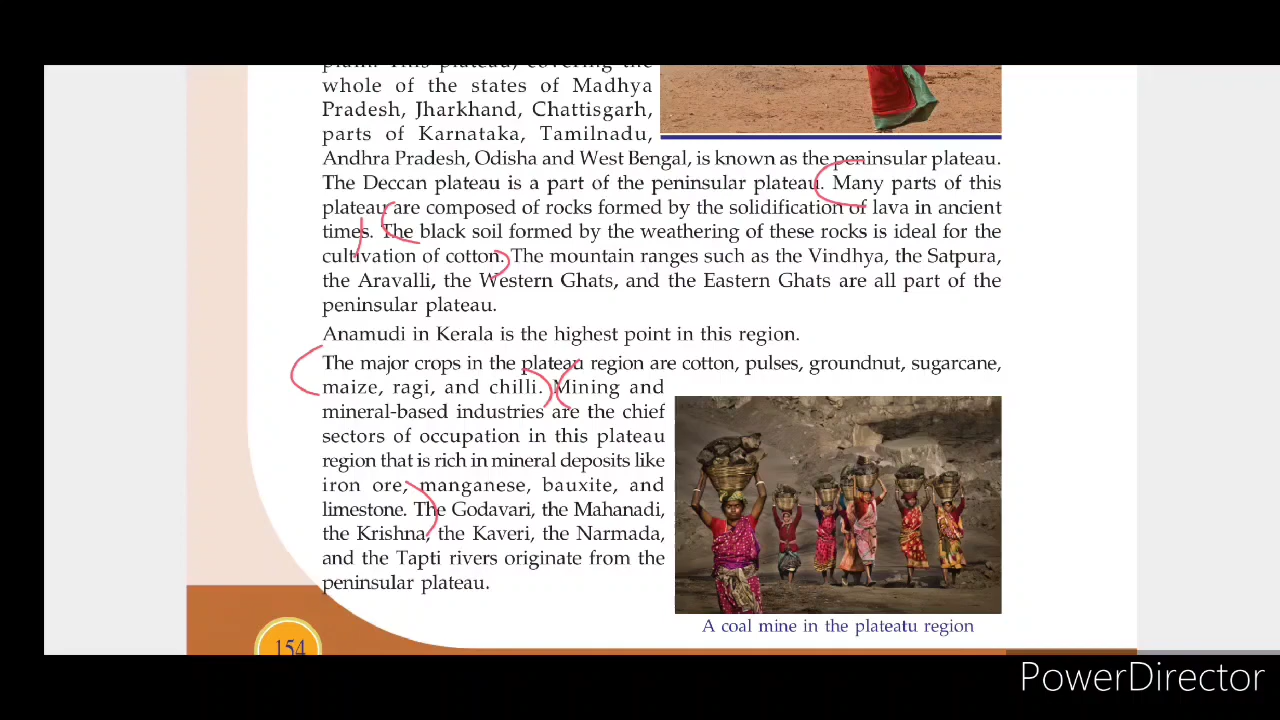 plain. This plateau, covering the
whole of the states of Madhya
Pradesh, Jharkhand, Chattisgarh,
parts of Karnataka, Tamilnadu,
Andhra Pradesh, Odisha and West Bengal, is known as the peninsular plateau.
The Deccan plateau is a part of the peninsular plateau. Many parts of this
plateau are composed of rocks formed by the solidification of lava in ancient
times. The black soil formed by the weathering of these rocks is ideal for the
cultivation of cotton. The mountain ranges such as the Vindhya, the Satpura,
the Aravalli, the Western Ghats, and the Eastern Ghats are all part of the
peninsular plateau.
Anamudi in Kerala is the highest point in this region.
The major crops in the plateau region are cotton, pulses, groundnut, sugarcane,
maize, ragi, and chilli. Mining and
mineral-based industries are the chief
sectors of occupation in this plateau
region that is rich in mineral deposits like
iron ore, manganese, bauxite, and
limestone. The Godavari, the Mahanadi,
the Krishna, the Kaveri, the Narmada,
and the Tapti rivers originate from the
peninsular plateau.
A coal mine in the plateatu region
154
PowerDirector